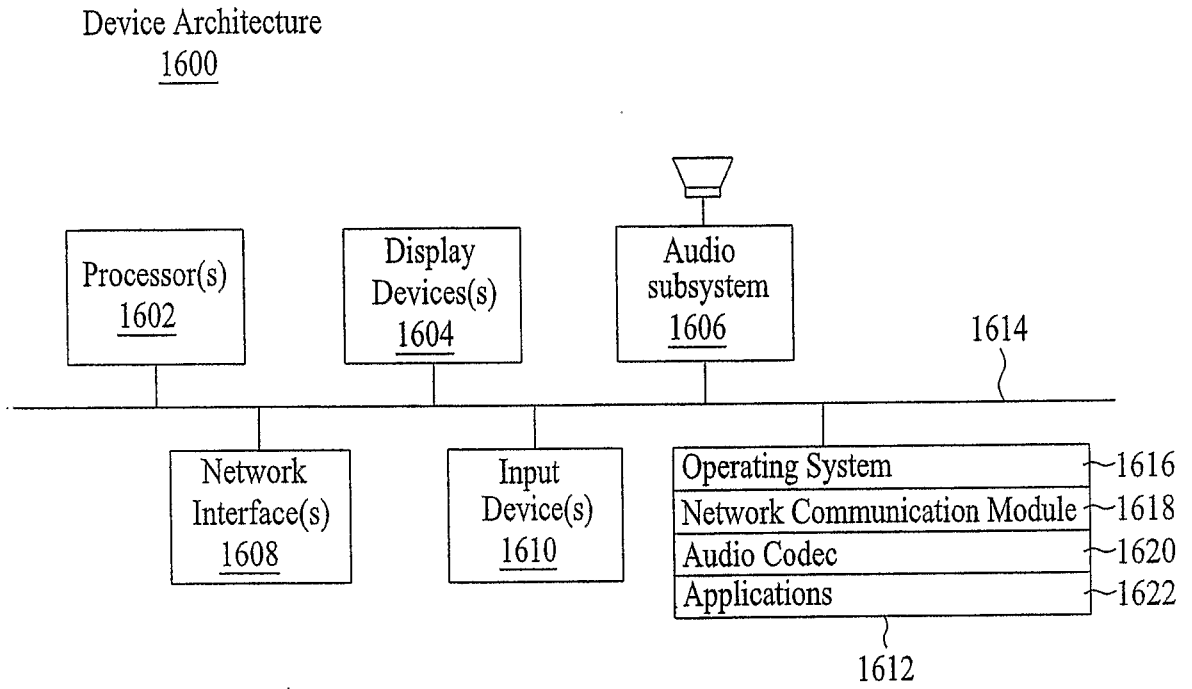 Device Architecture
1600
Processor(s)
1602
Display
Devices(s)
1604
Audio
subsystem
1606
1614
Network
Interface(s)
1608
Input
Device(s)
1610
Operating System
1616
Network Communication Module
1618
Audio Codec
1620
Applications
1622
1612